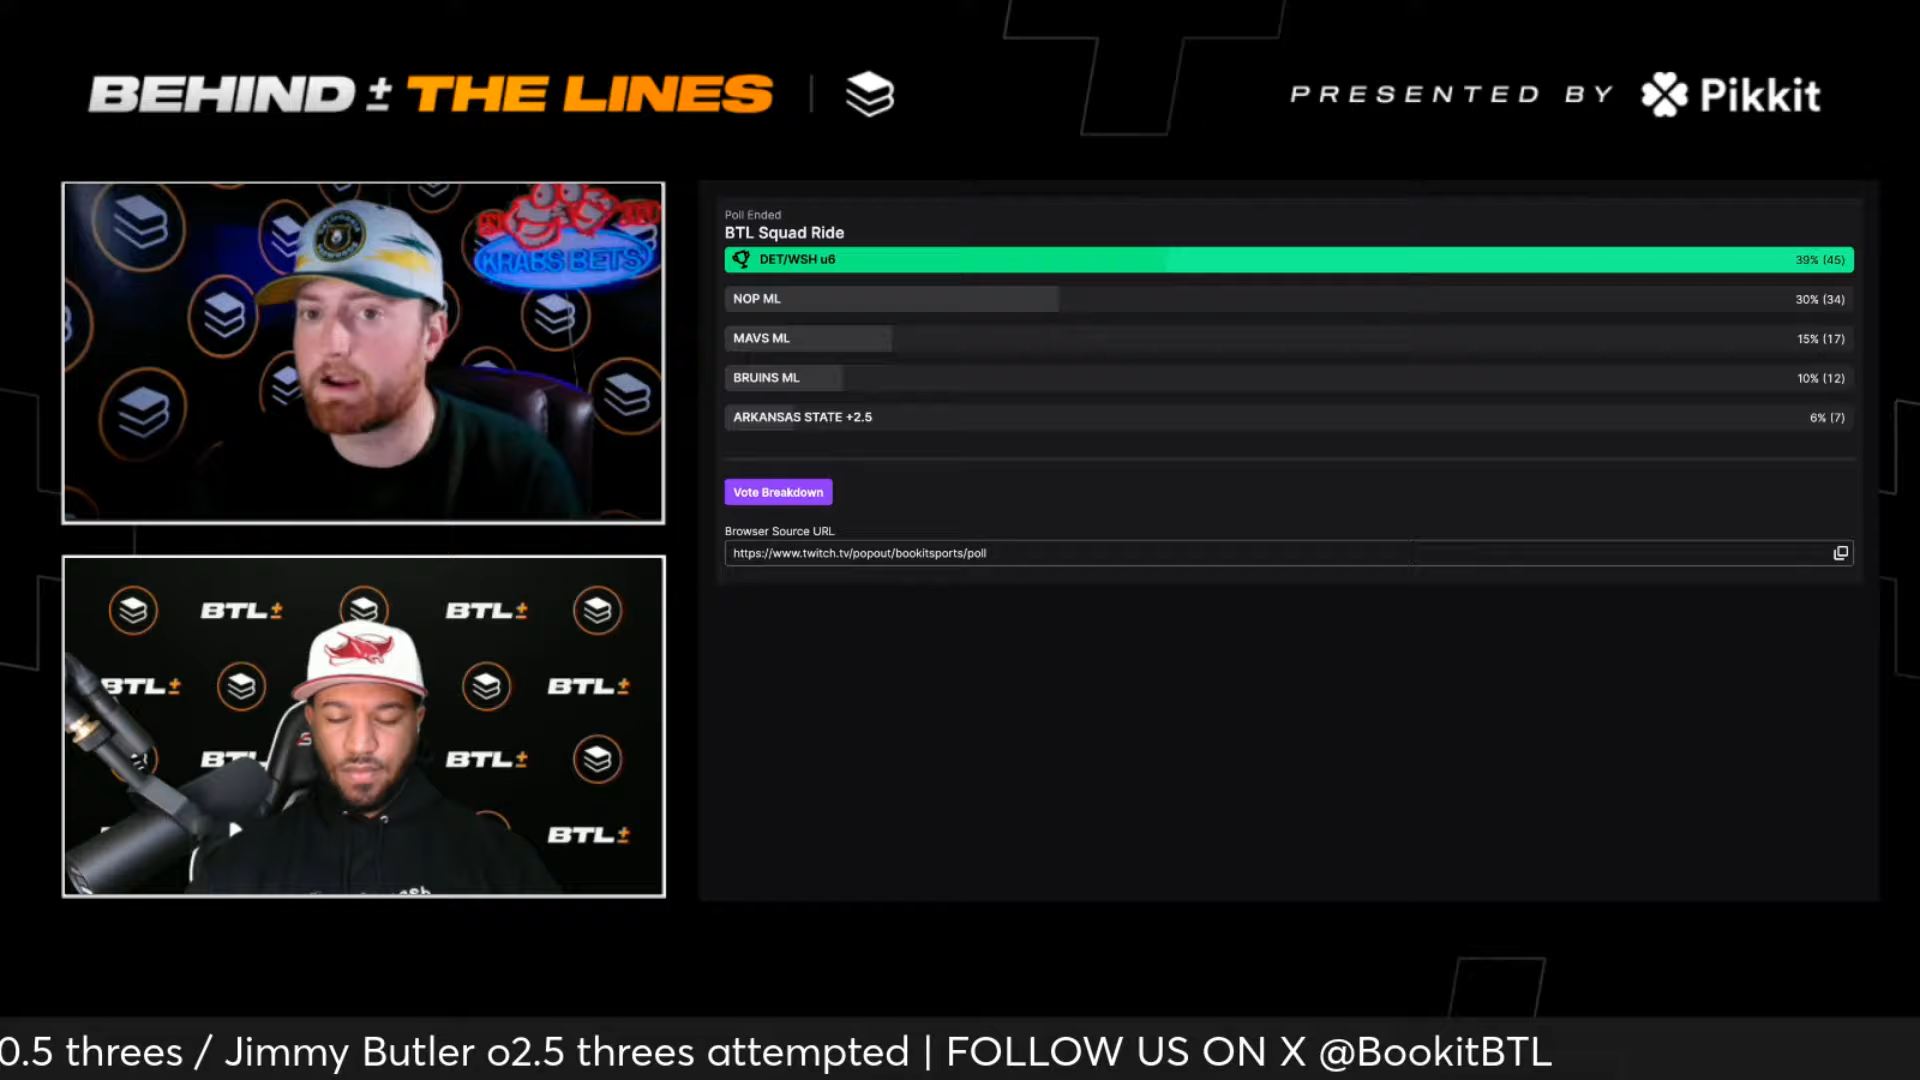 BEHIND ± THE LINES
PRESENTED BY Pikkit
KRABS BETS
Poll Ended
BTL Squad Ride
DET/WSH u6 39% (45)
NOP ML 30% (34)
MAVS ML 15% (17)
BRUINS ML 10% (12)
ARKANSAS STATE +2.5 6% (7)
Vote Breakdown
Browser Source URL
https://www.twitch.tv/popout/bookitsports/poll
BTL± BTL±
BTL± BTL±
BTL±
BTL±
0.5 threes / Jimmy Butler o2.5 threes attempted | FOLLOW US ON X @BookitBTL